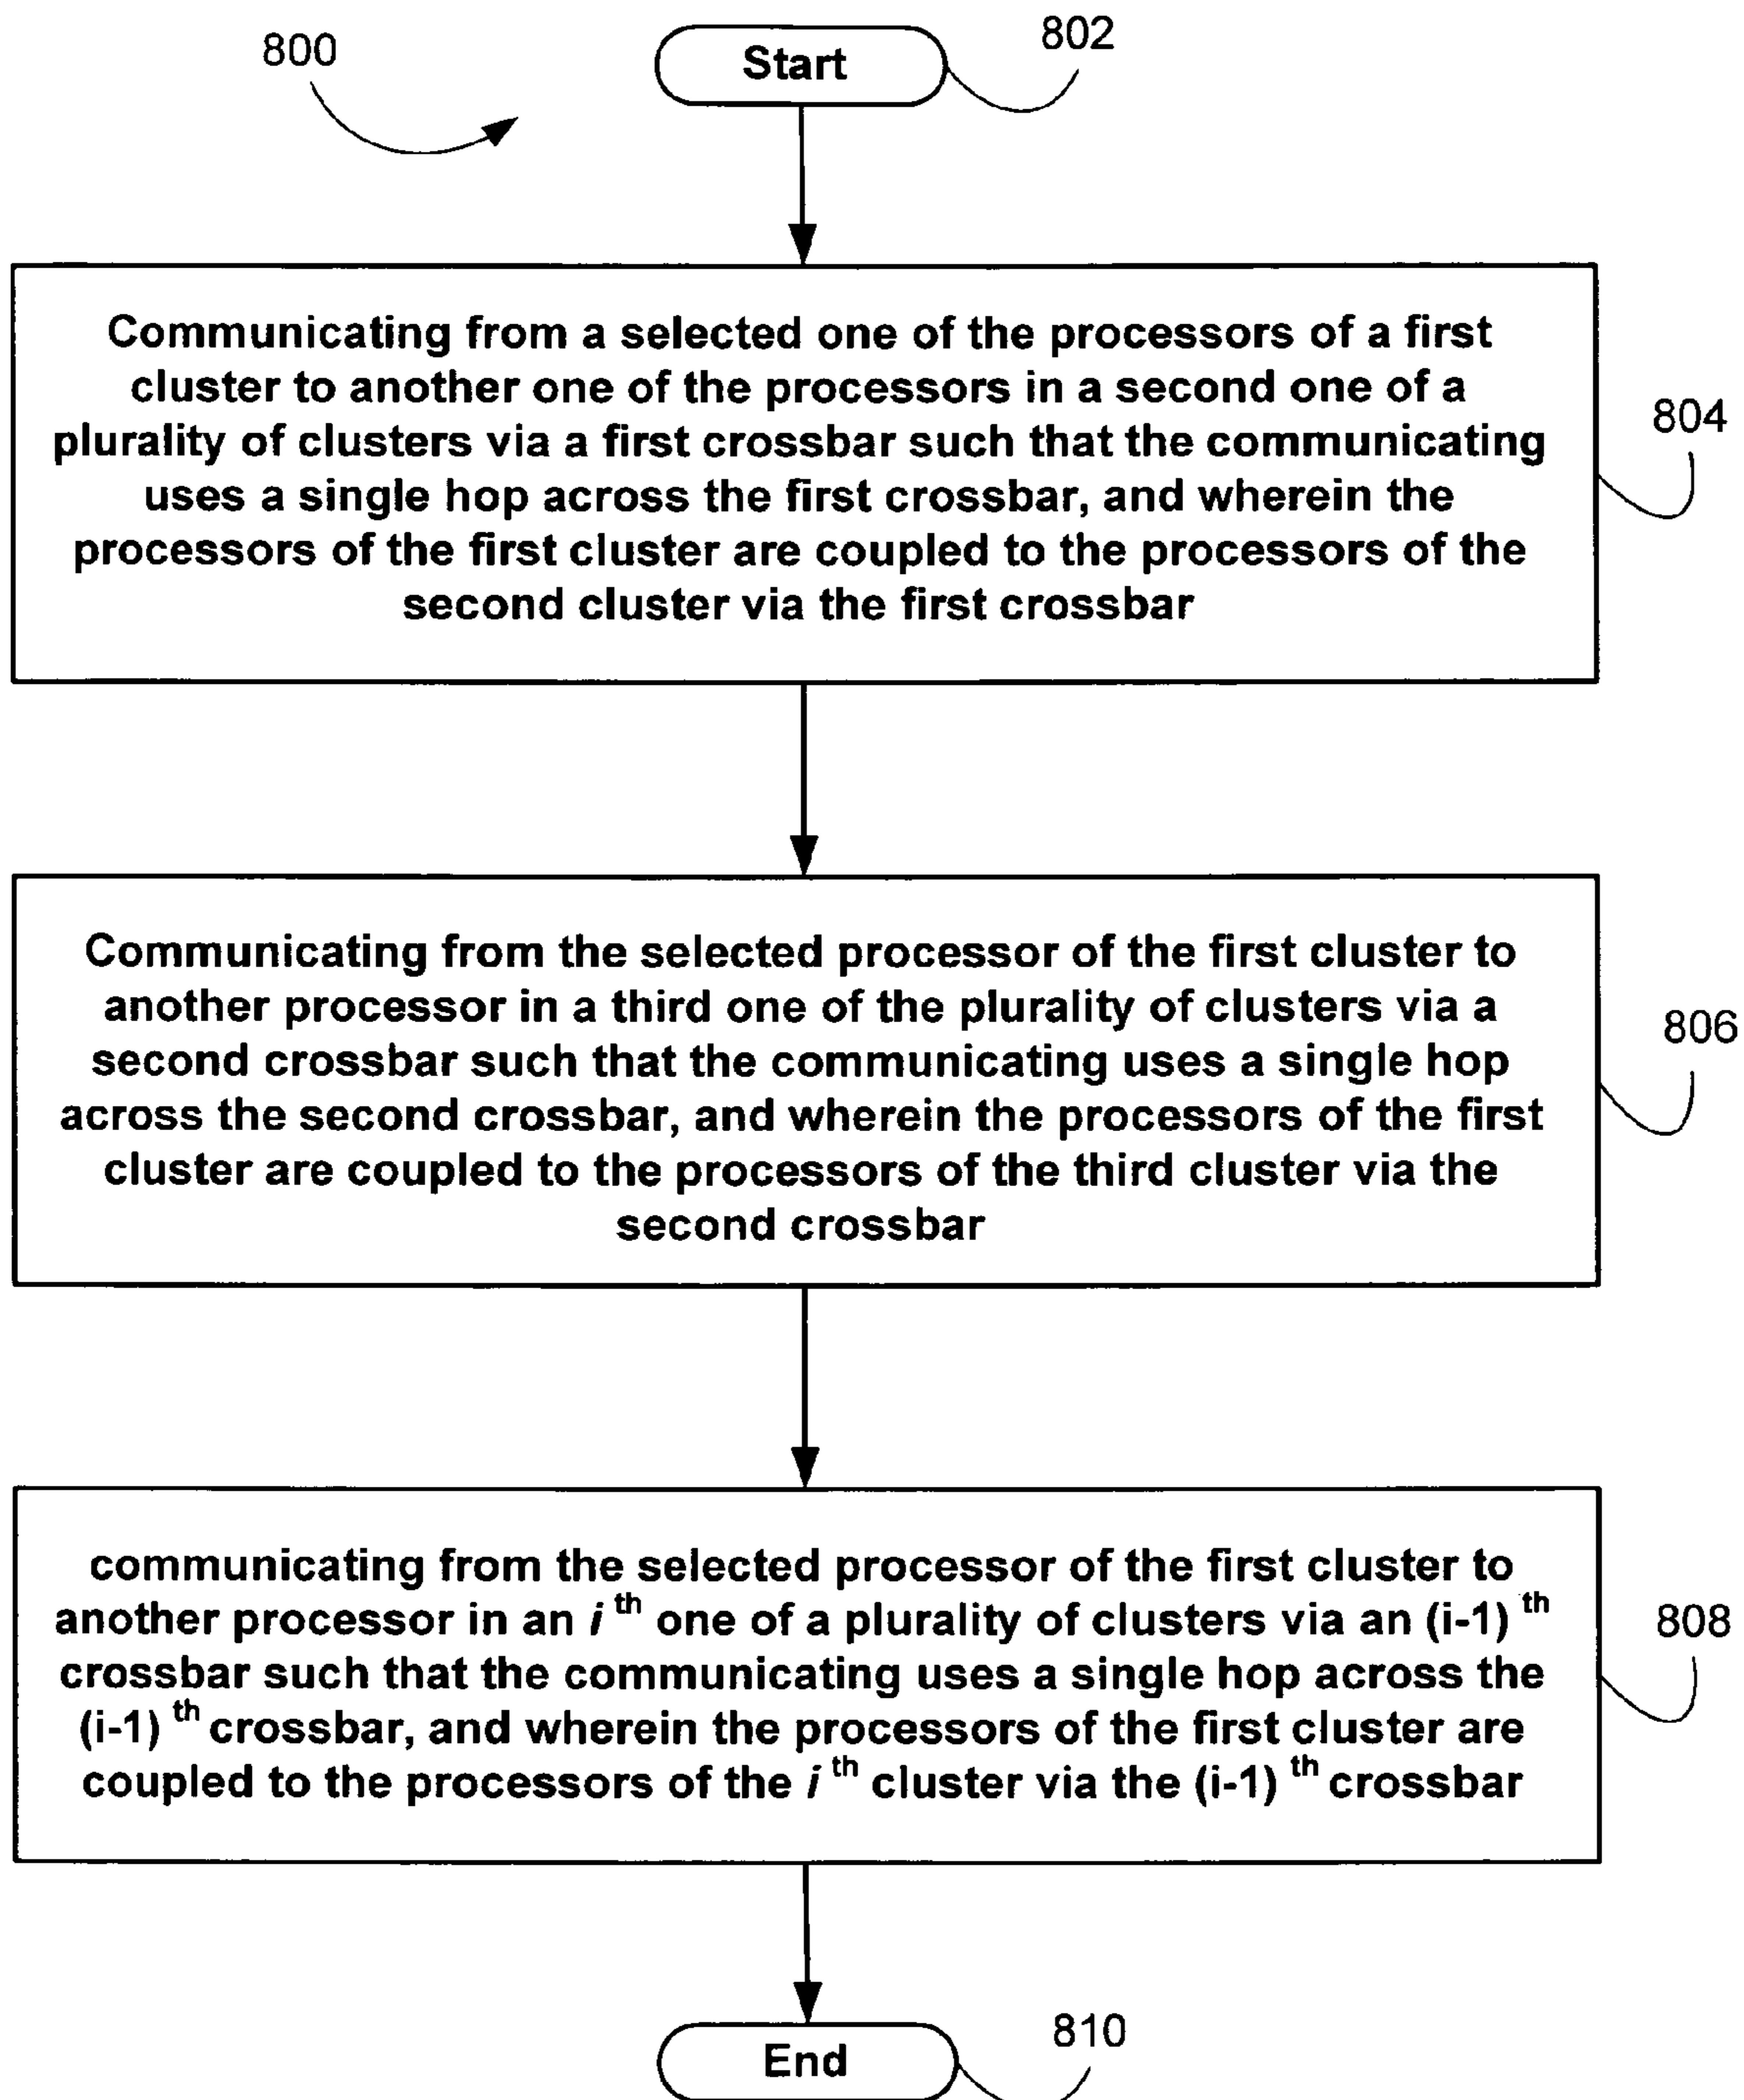 800
Start
802
Communicating from a selected one of the processors of a first
cluster to another one of the processors in a second one of a
plurality of clusters via a first crossbar such that the communicating
uses a single hop across the first crossbar, and wherein the
processors of the first cluster are coupled to the processors of the
second cluster via the first crossbar
804
Communicating from the selected processor of the first cluster to
another processor in a third one of the plurality of clusters via a
second crossbar such that the communicating uses a single hop
across the second crossbar, and wherein the processors of the first
cluster are coupled to the processors of the third cluster via the
second crossbar
806
communicating from the selected processor of the first cluster to
another processor in an i th one of a plurality of clusters via an (i-1) th
crossbar such that the communicating uses a single hop across the
(i-1) th crossbar, and wherein the processors of the first cluster are
coupled to the processors of the i th cluster via the (i-1) th crossbar
808
End
810